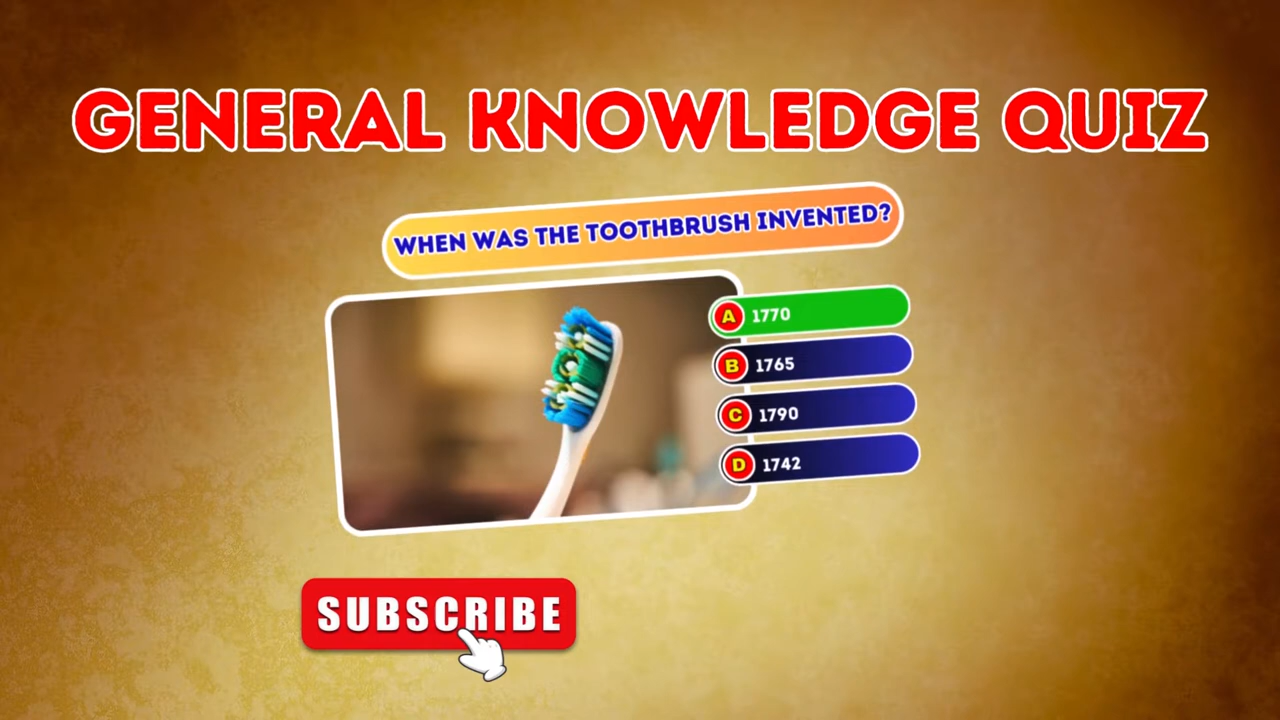 GENERAL KNOWLEDGE QUIZ
WHEN WAS THE TOOTHBRUSH INVENTED?
A 1770
B 1765
C 1790
D 1742
SUBSCRIBE